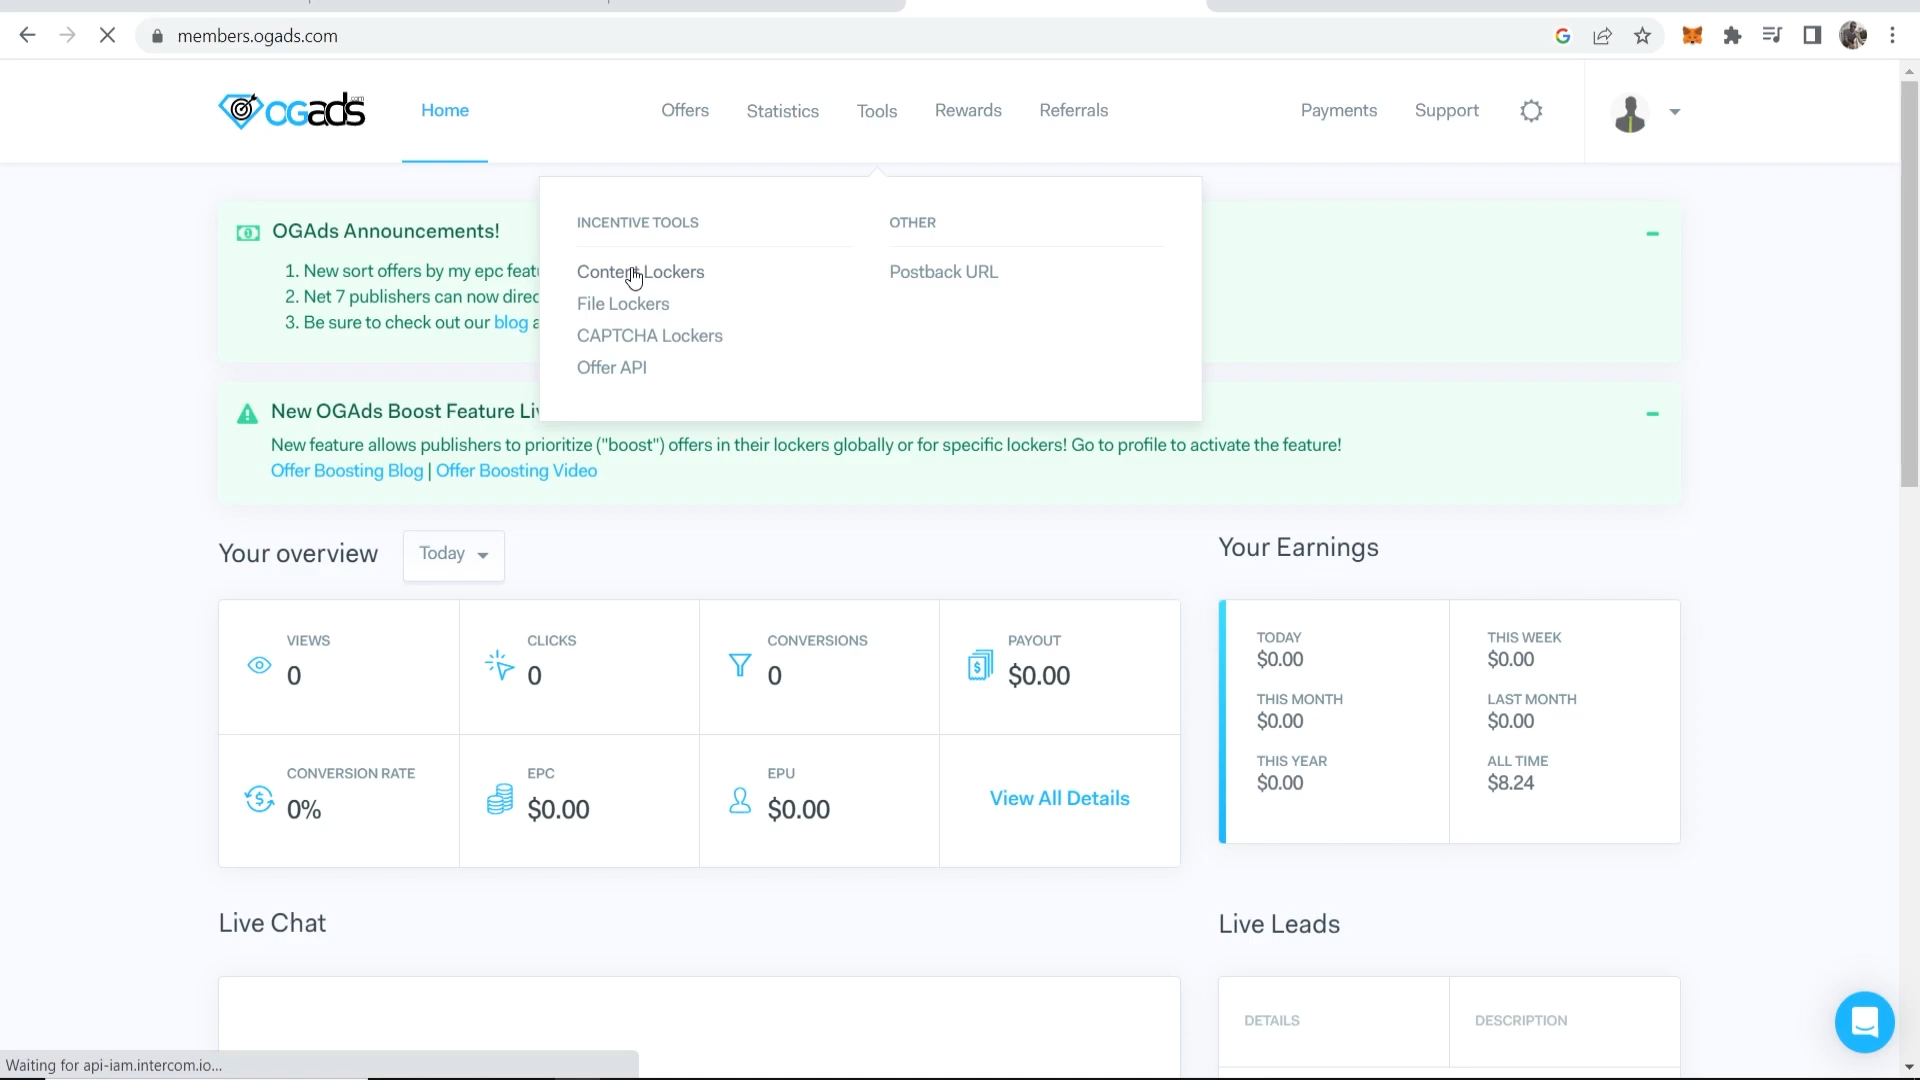 members.ogads.com
OGads
.com
Home
Offers
Statistics
Tools
Rewards
Referrals
Payments
Support
INCENTIVE TOOLS
OTHER
Content Lockers
Postback URL
File Lockers
CAPTCHA Lockers
Offer API
OGAds Announcements!
1. New sort offers by my epc feat
2. Net 7 publishers can now direc
3. Be sure to check out our blog a
New OGAds Boost Feature Li
New feature allows publishers to prioritize ("boost") offers in their lockers globally or for specific lockers! Go to profile to activate the feature!
Offer Boosting Blog | Offer Boosting Video
Your overview
Today
VIEWS
0
CLICKS
0
CONVERSIONS
0
PAYOUT
$0.00
CONVERSION RATE
0%
EPC
$0.00
EPU
$0.00
View All Details
Your Earnings
TODAY
$0.00
THIS WEEK
$0.00
THIS MONTH
$0.00
LAST MONTH
$0.00
THIS YEAR
$0.00
ALL TIME
$8.24
Live Chat
Live Leads
DETAILS
DESCRIPTION
Waiting for api-iam.intercom.io...